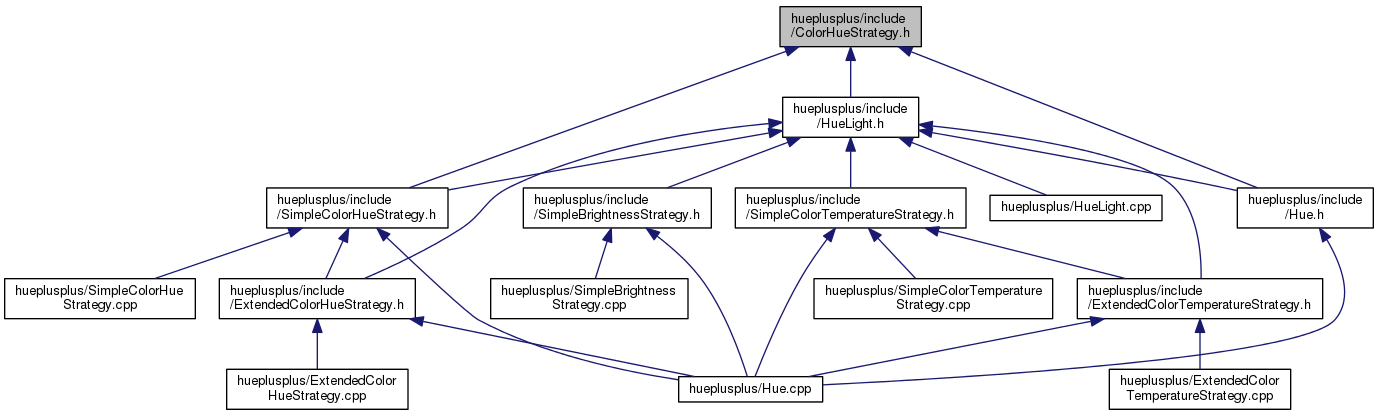 hueplusplus/include
/ColorHueStrategy.h
hueplusplus/include
/HueLight.h
hueplusplus/include
/SimpleColorHueStrategy.h
hueplusplus/include
/SimpleBrightnessStrategy.h
hueplusplus/include
/SimpleColorTemperatureStrategy.h
hueplusplus/HueLight.cpp
hueplusplus/include
/Hue.h
hueplusplus/SimpleColorHue
Strategy.cpp
hueplusplus/include
/ExtendedColorHueStrategy.h
hueplusplus/SimpleBrightness
Strategy.cpp
hueplusplus/SimpleColorTemperature
Strategy.cpp
hueplusplus/include
/ExtendedColorTemperatureStrategy.h
hueplusplus/ExtendedColor
HueStrategy.cpp
hueplusplus/Hue.cpp
hueplusplus/ExtendedColor
TemperatureStrategy.cpp